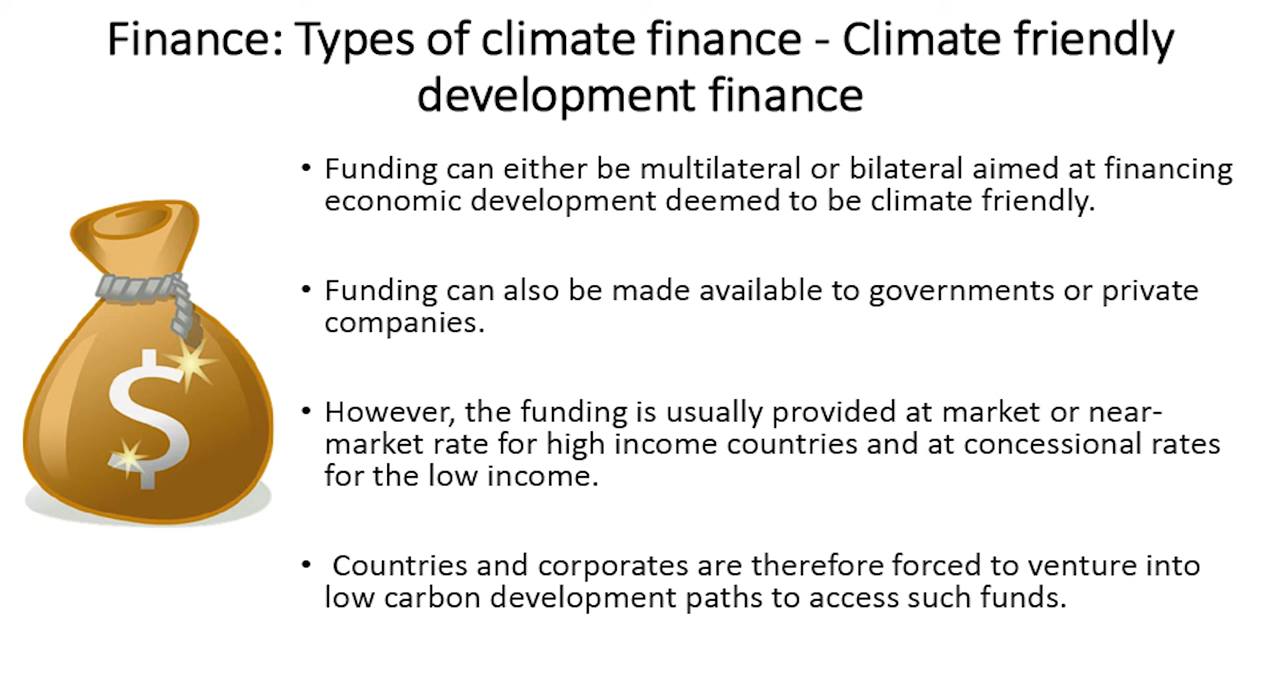 Finance: Types of climate finance - Climate friendly
development finance
• Funding can either be multilateral or bilateral aimed at financing
economic development deemed to be climate friendly.
• Funding can also be made available to governments or private
companies.
• However, the funding is usually provided at market or near-
market rate for high income countries and at concessional rates
for the low income.
• Countries and corporates are therefore forced to venture into
low carbon development paths to access such funds.
$